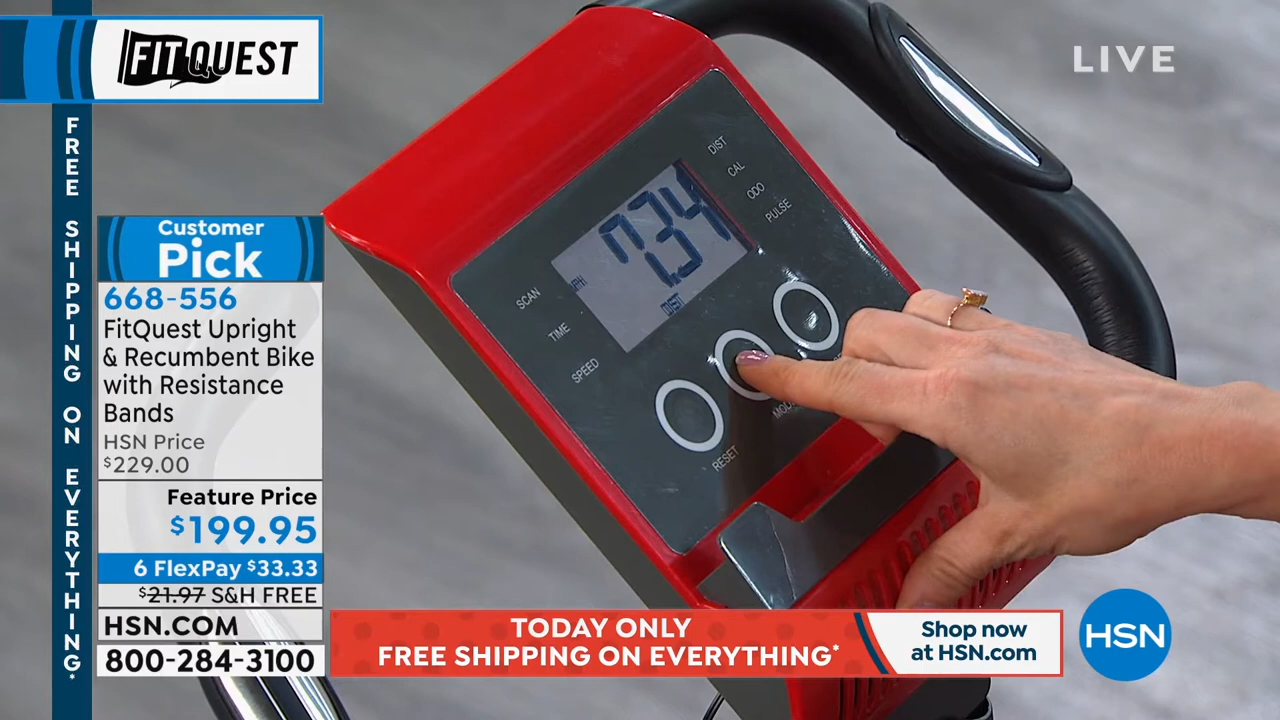 FITQUEST
LIVE
FREE SHIPPING ON EVERYTHING*
Customer
Pick
668-556
FitQuest Upright
& Recumbent Bike
with Resistance
Bands
HSN Price
$229.00
Feature Price
$199.95
6 FlexPay $33.33
$21.97 S&H FREE
HSN.COM
800-284-3100
DIST
CAL
ODO
PULSE
SCAN
TIME
SPEED
RESET
TODAY ONLY
FREE SHIPPING ON EVERYTHING*
Shop now
at HSN.com
HSN